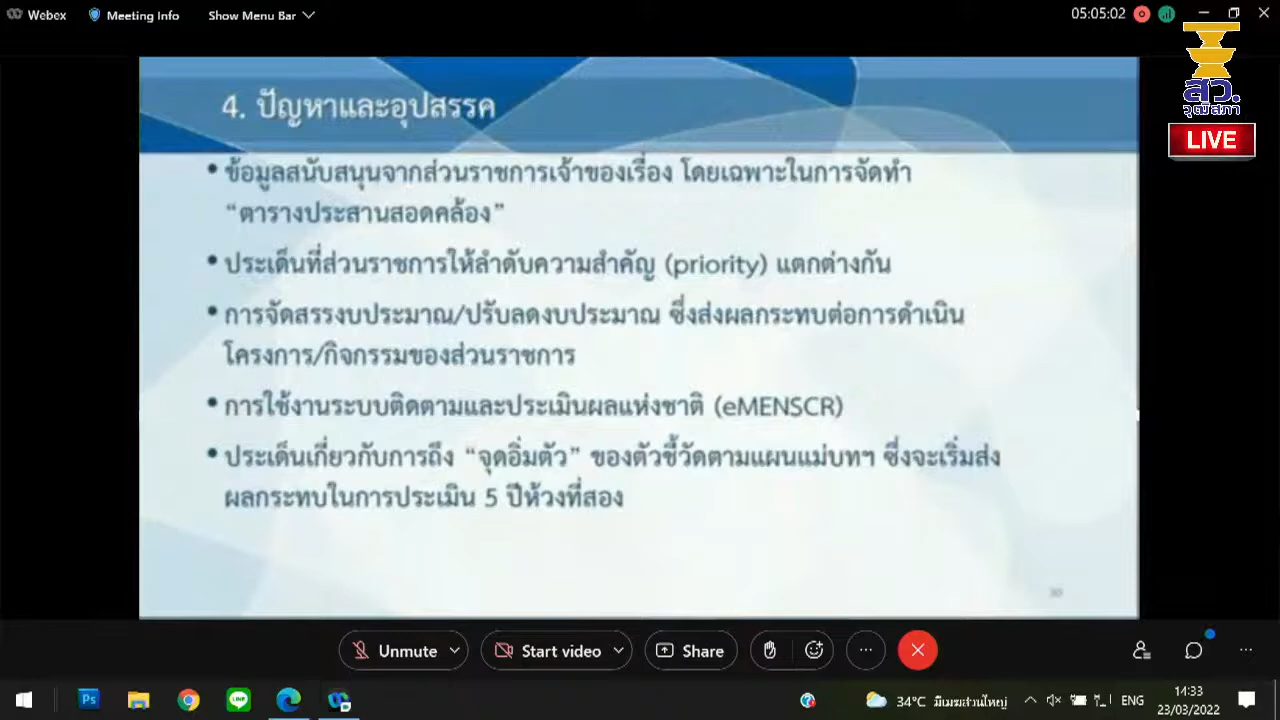 Webex
Meeting Info
Show Menu Bar
05:05:02
สว.
วุฒิสภา
LIVE
4. ปัญหาและอุปสรรค
• ข้อมูลสนับสนุนจากส่วนราชการเจ้าของเรื่อง โดยเฉพาะในการจัดทำ
“ตารางประสานสอดคล้อง”
• ประเด็นที่ส่วนราชการให้ลำดับความสำคัญ (priority) แตกต่างกัน
• การจัดสรรงบประมาณ/ปรับลดงบประมาณ ซึ่งส่งผลกระทบต่อการดำเนิน
โครงการ/กิจกรรมของส่วนราชการ
• การใช้งานระบบติดตามและประเมินผลแห่งชาติ (eMENSCR)
• ประเด็นเกี่ยวกับการถึง “จุดอิ่มตัว” ของตัวชี้วัดตามแผนแม่บทฯ ซึ่งจะเริ่มส่ง
ผลกระทบในการประเมิน 5 ปีห้วงที่สอง
30
Unmute
Start video
Share
Ps
LINE
34°C มีเมฆส่วนใหญ่
ENG
14:33
23/03/2022